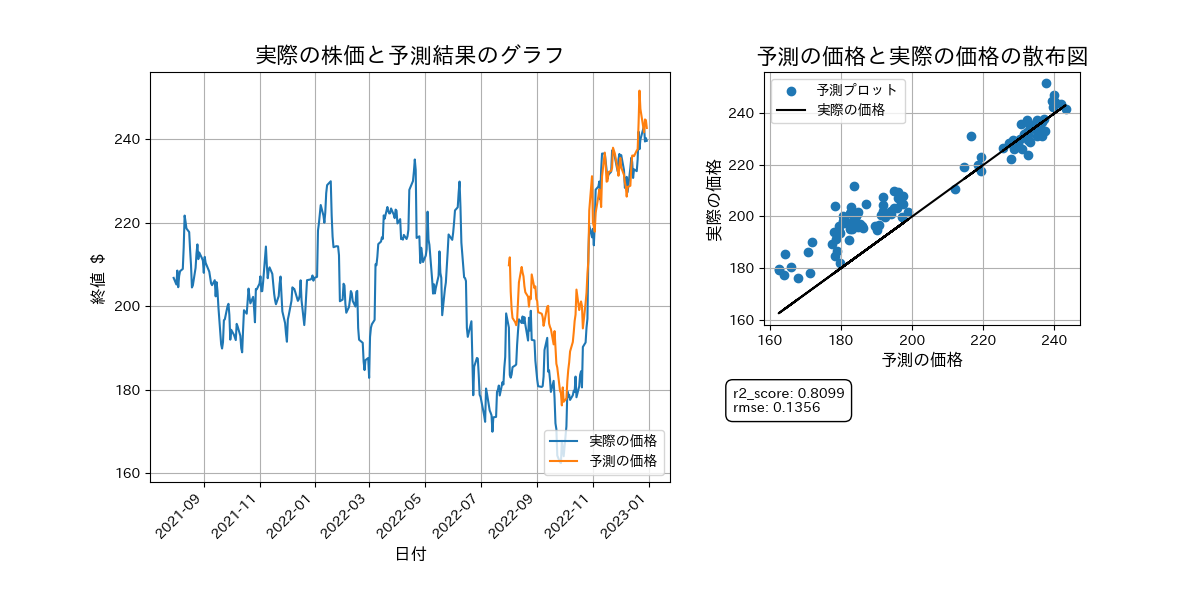 実際の株価と予測結果のグラフ
終値 $
240
220
200
180
160
2021-09
2021-11
2022-01
2022-03
2022-05
2022-07
2022-09
2022-11
2023-01
日付
実際の価格
予測の価格
予測の価格と実際の価格の散布図
予測プロット
実際の価格
実際の価格
240
220
200
180
160
160
180
200
220
240
予測の価格
r2_score: 0.8099
rmse: 0.1356